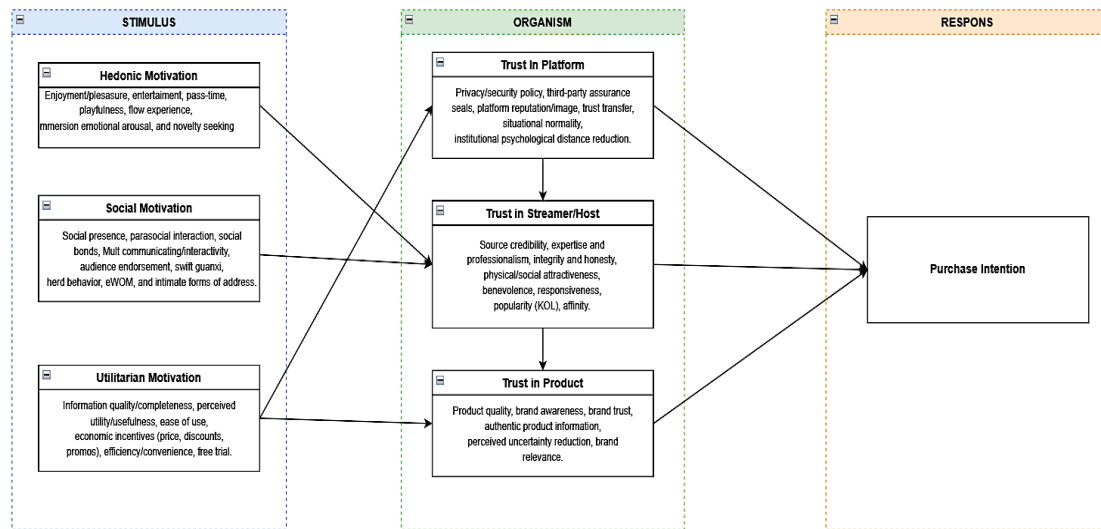 STIMULUS
ORGANISM
RESPONS
Hedonic Motivation
Enjoyment/plesasure, entertaiment, pass-time,
playfulness, flow experience,
mmersion emotional arousal, and novelty seeking
Social Motivation
Social presence, parasocial interaction, social
bonds, Mult communicating/interactivity,
audience endorsement, swift guanxi,
herd behavior, eWOM, and intimate forms of address.
Utilitarian Motivation
Information quality/completeness, perceived
utility/usefulness, ease of use,
economic incentives (price, discounts,
promos), efficiency/convenience, free trial.
Trust In Platform
Privacy/security policy, third-party assurance
seals, platform reputation/image, trust transfer,
situational normality,
institutional psychological distance reduction.
Trust in Streamer/Host
Source credibility, expertise and
professionalism, integrity and honesty,
physical/social attractiveness,
benevolence, responsiveness,
popularity (KOL), affinity.
Trust in Product
Product quality, brand awareness, brand trust,
authentic product information,
perceived uncertainty reduction, brand
relevance.
Purchase Intention